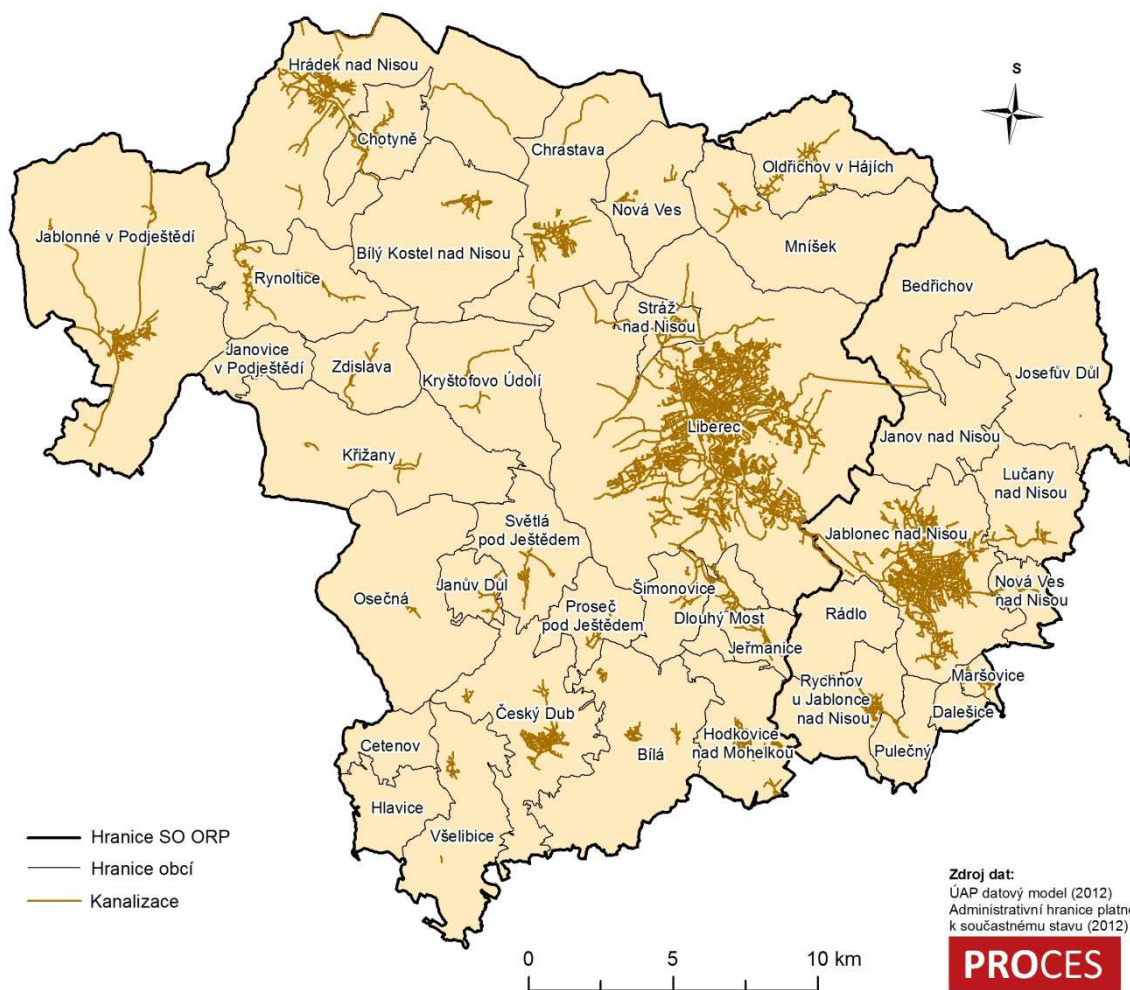 S
Hrádek nad Nisou
Chotyně
Chrastava
Oldřichov v Hájích
Nová Ves
Jablonné v Podještědí
Mníšek
Bílý Kostel nad Nisou
Rynoltice
Bedřichov
Stráž
nad Nisou
Janovice
v Podještědí
Zdislava
Kryštofovo Údolí
Josefův Důl
Liberec
Janov nad Nisou
Křižany
Lučany
nad Nisou
Světlá
pod Ještědem
Jablonec nad Nisou
Osečná
Janův Důl
Šimonovice
Nová Ves
nad Nisou
Proseč
pod Ještědem
Dlouhý Most
Rádlo
Jeřmanice
Maršovice
Rychnov
u Jablonce
nad Nisou
Dalešice
Český Dub
Hodkovice
nad Mohelkou
Cetenov
Bílá
Pulečný
Hlavice
Všelibice
Hranice SO ORP
Hranice obcí
Kanalizace
0 5 10 km
Zdroj dat:
ÚAP datový model (2012)
Administrativní hranice platné
k součastnému stavu (2012)
PROCES